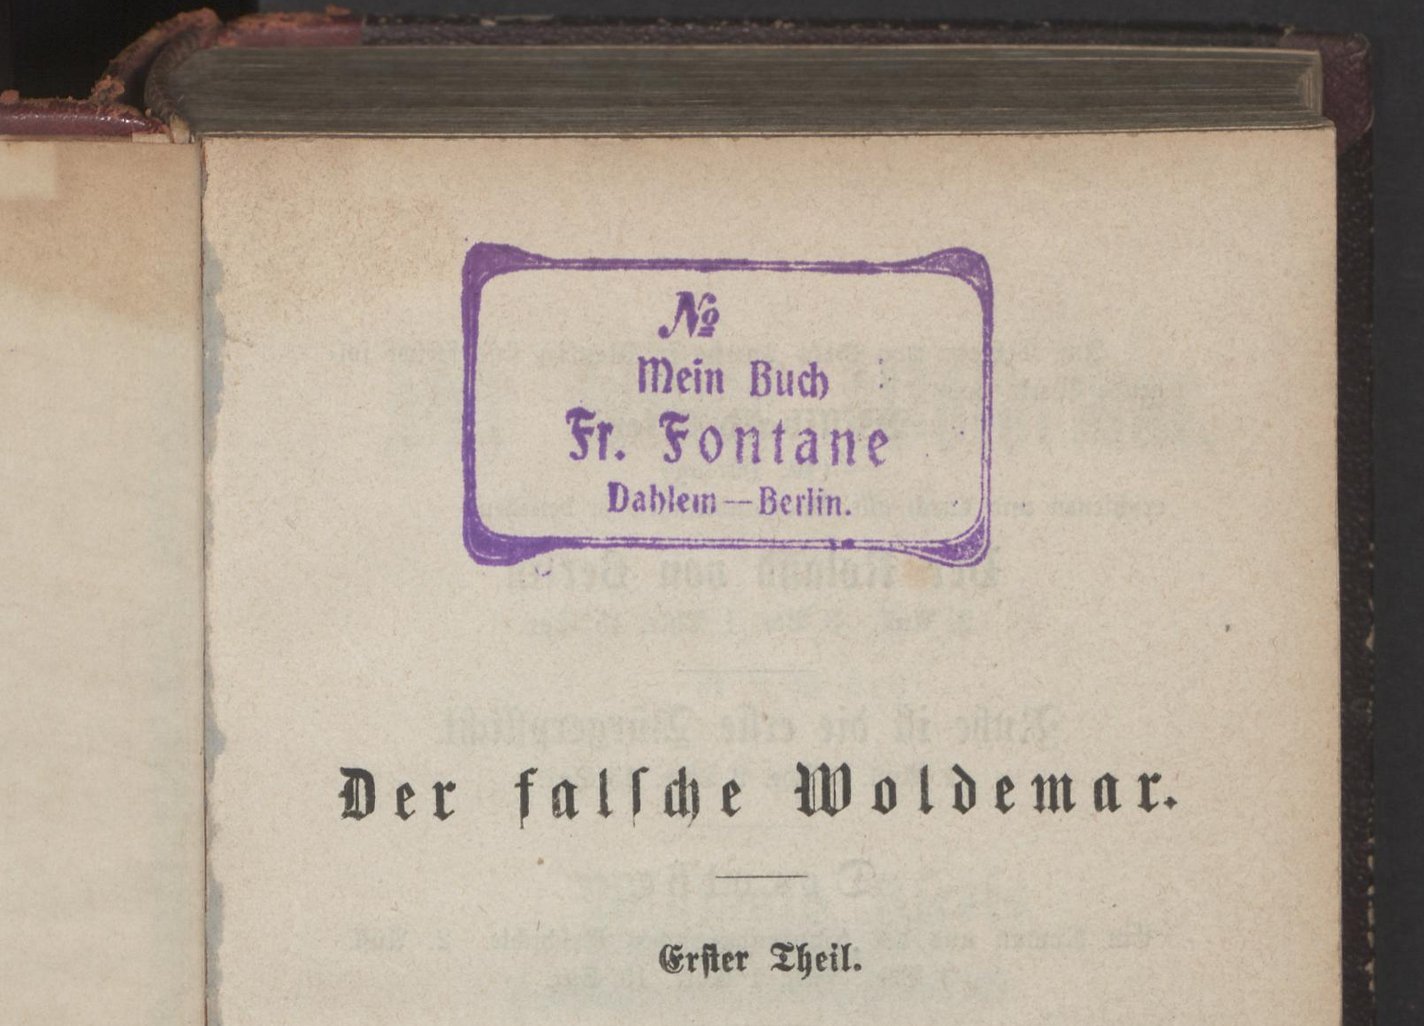 №
Mein Buch
Fr. Fontane
Dahlem—Berlin.
Der falſche Woldemar.
Erſter Theil.